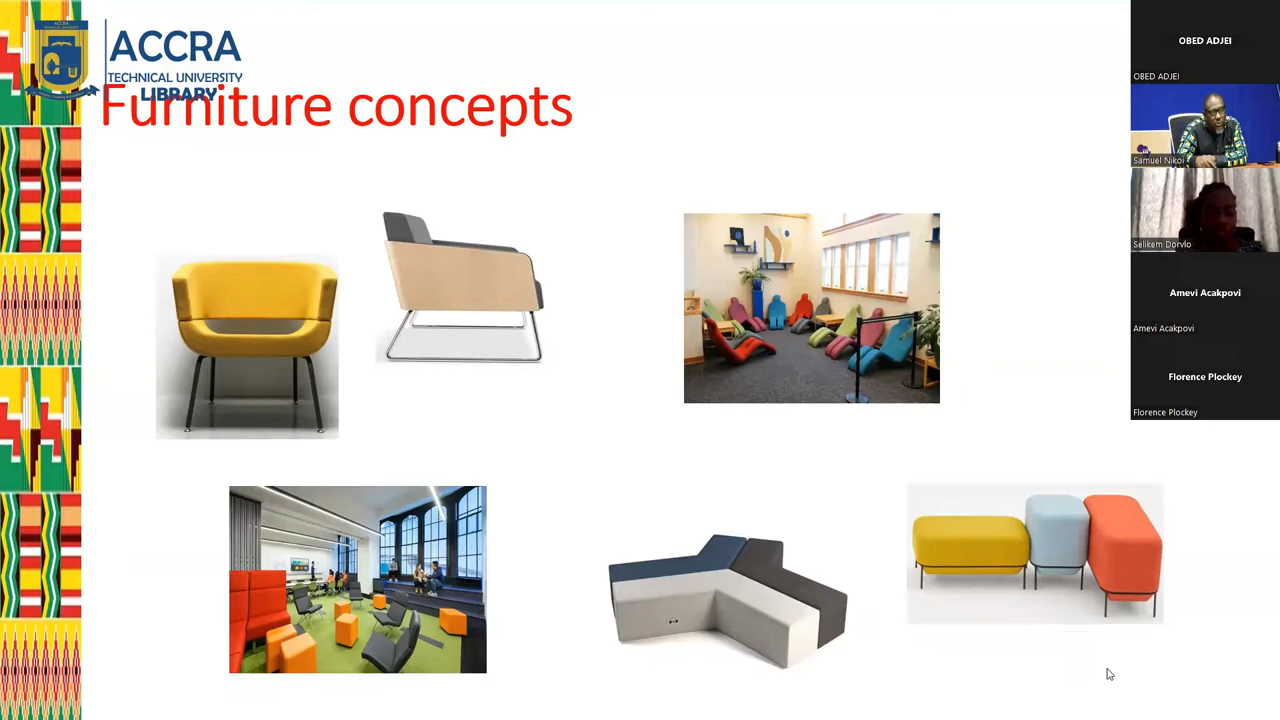 ACCRA
TECHNICAL UNIVERSITY
LIBRARY
Furniture concepts
OBED ADJEI
OBED ADJEI
Samuel Nikoi
Selikem Dorvlo
Amevi Acakpovi
Amevi Acakpovi
Florence Plockey
Florence Plockey